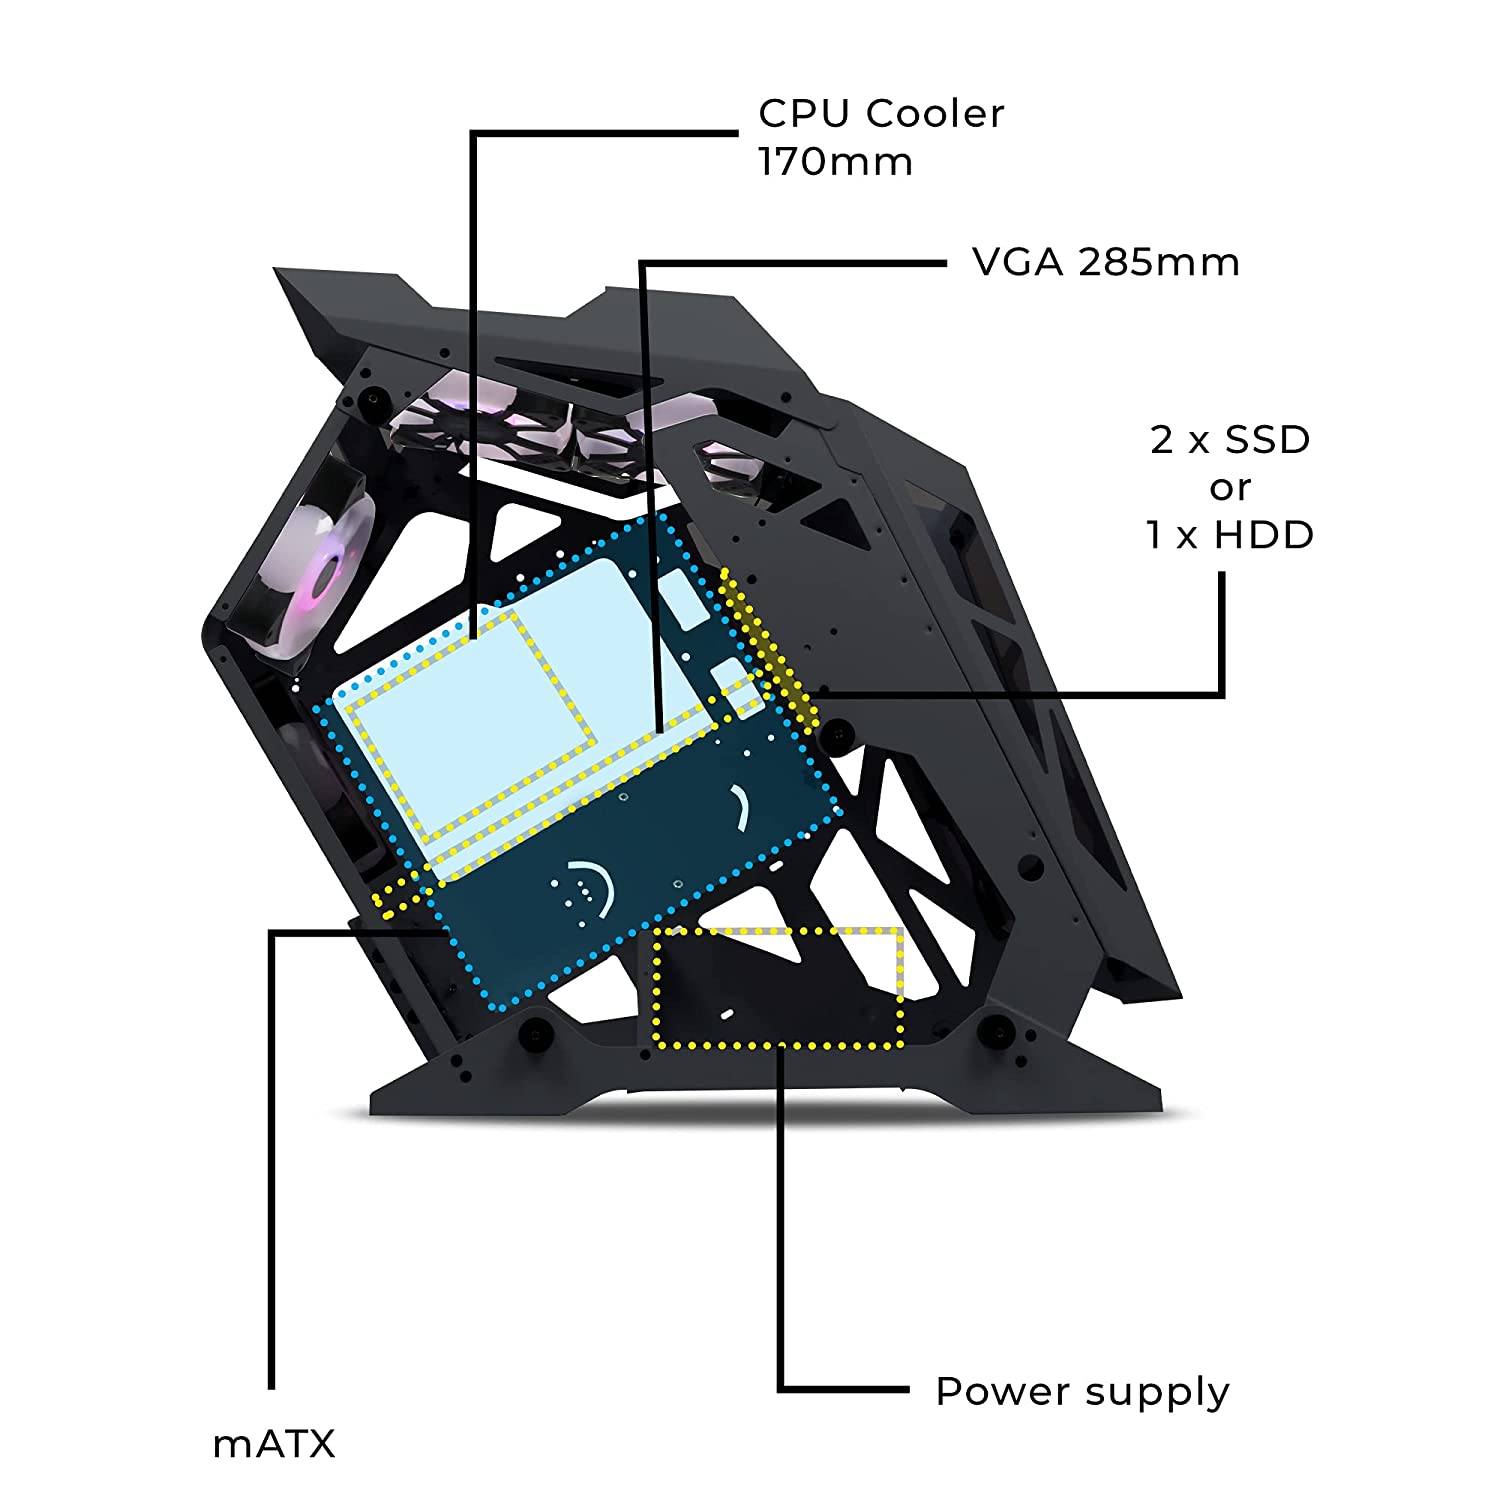 CPU Cooler
170mm
VGA 285mm
2 x SSD
or
1 x HDD
Power supply
mATX